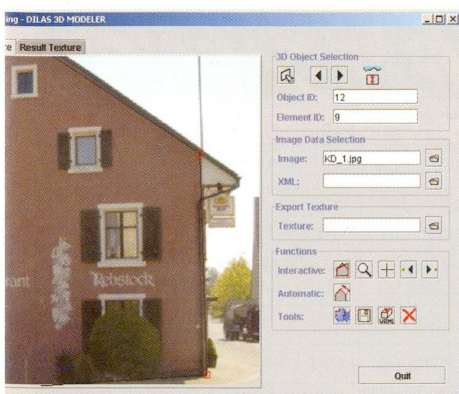 ing - DILAS 3D MODELER
re Result Texture
3D Object Selection
Object ID: 12
Element ID: 9
Image Data Selection
Image: KD_1.jpg
XML:
Export Texture
Texture:
Functions
Interactive:
Automatic:
Tools:
VRML
Quit
rant Rebstock